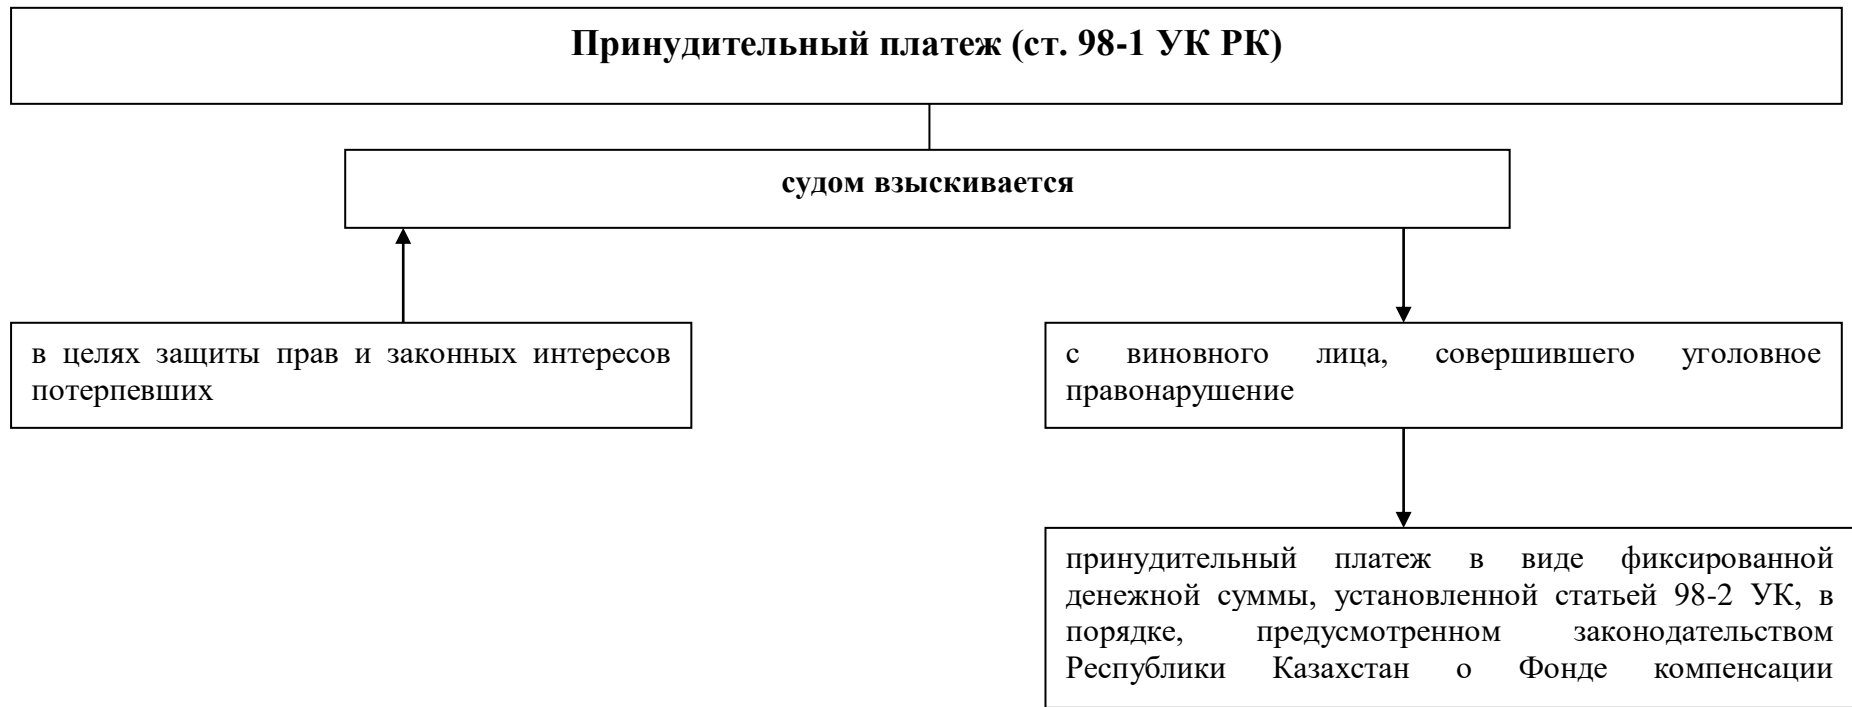 Принудительный платеж (ст. 98-1 УК РК)
судом взыскивается
в целях защиты прав и законных интересов
потерпевших
с виновного лица, совершившего уголовное
правонарушение
принудительный платеж в виде фиксированной
денежной суммы, установленной статьей 98-2 УК, в
порядке, предусмотренном законодательством
Республики Казахстан о Фонде компенсации